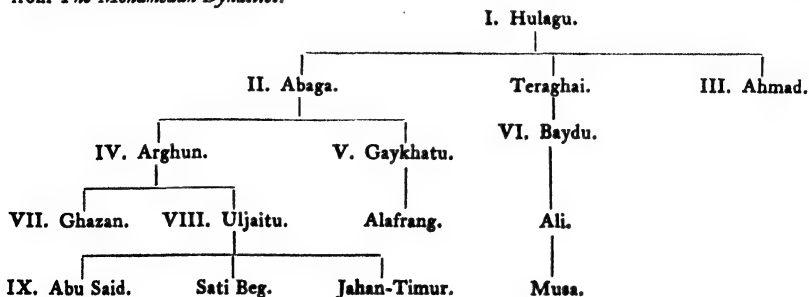 from The Mohamedan Dynasties.
I. Hulagu.
II. Abaga. Teraghai. III. Ahmad.
VI. Baydu.
IV. Arghun. V. Gaykhatu.
VII. Ghazan. VIII. Uljaitu. Alafrang. Ali.
IX. Abu Said. Sati Beg. Jahan-Timur. Musa.